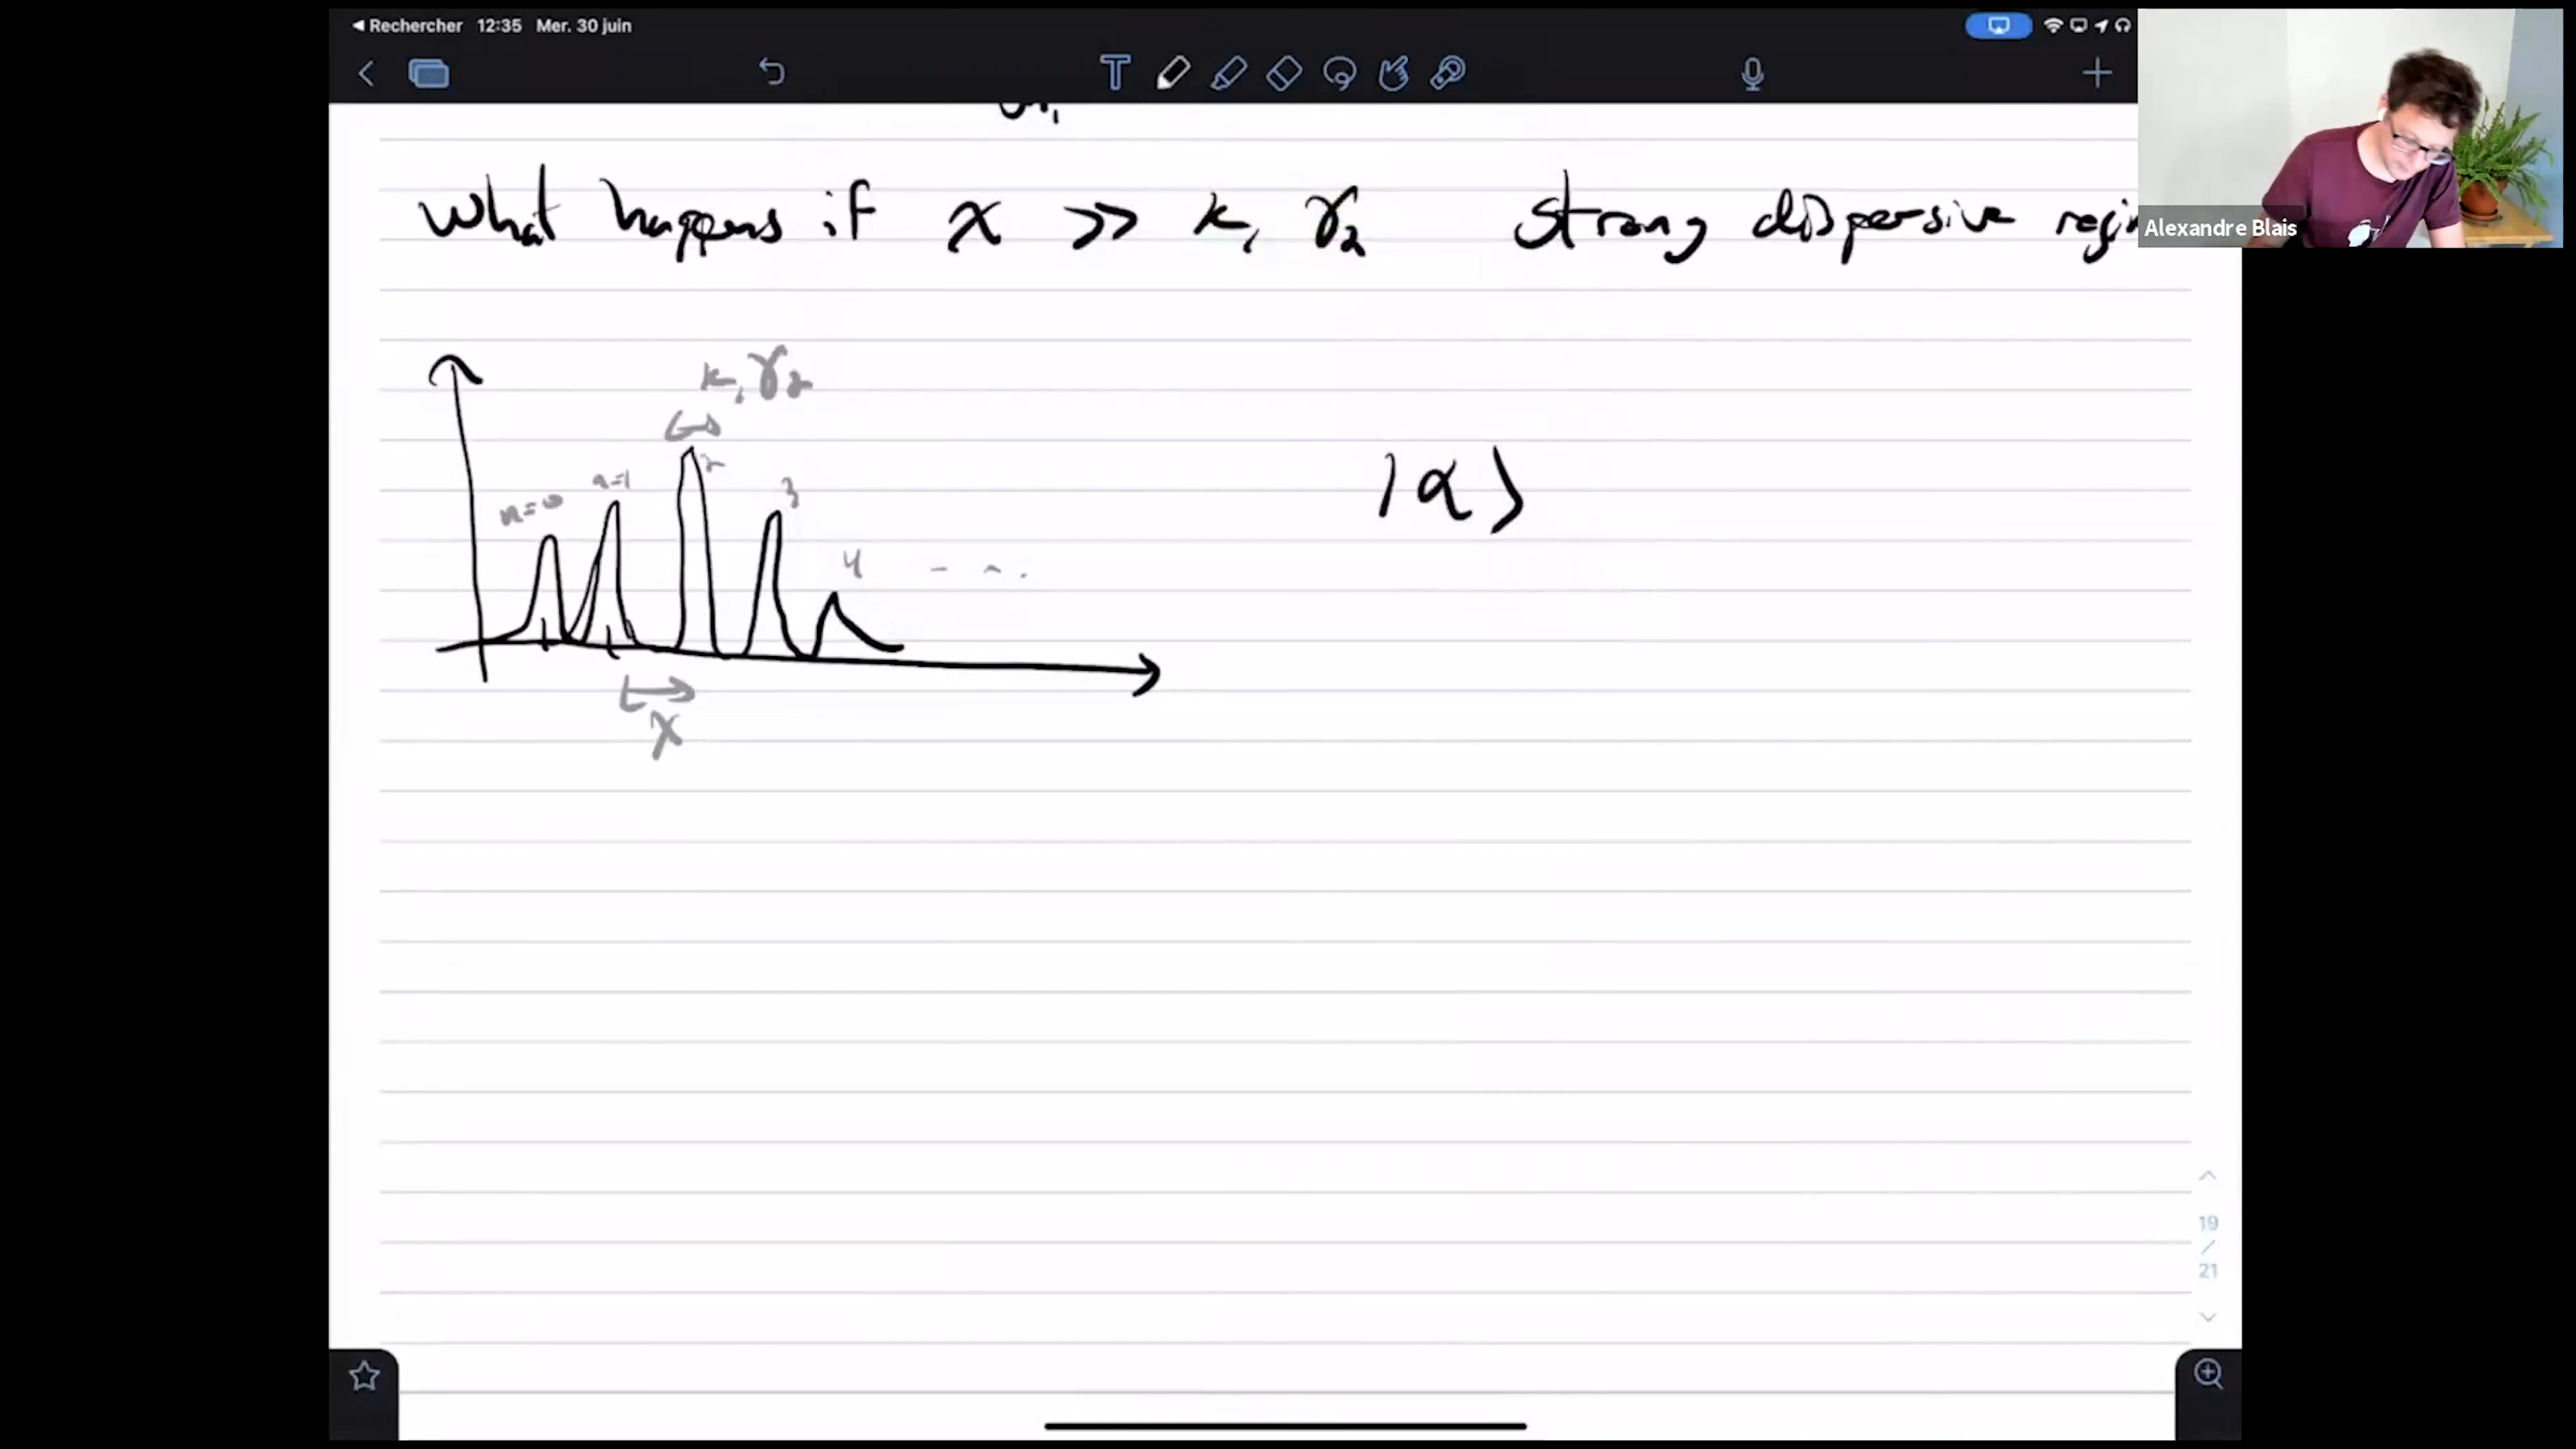 Rechercher 12:35 Mer. 30 juin
T
What happens if χ >> κ, γ2 strong dispersive regi
Alexandre Blais
κ, γ2
n=0 n=1 2 3 4 - - .
|α⟩
χ
19
/
21